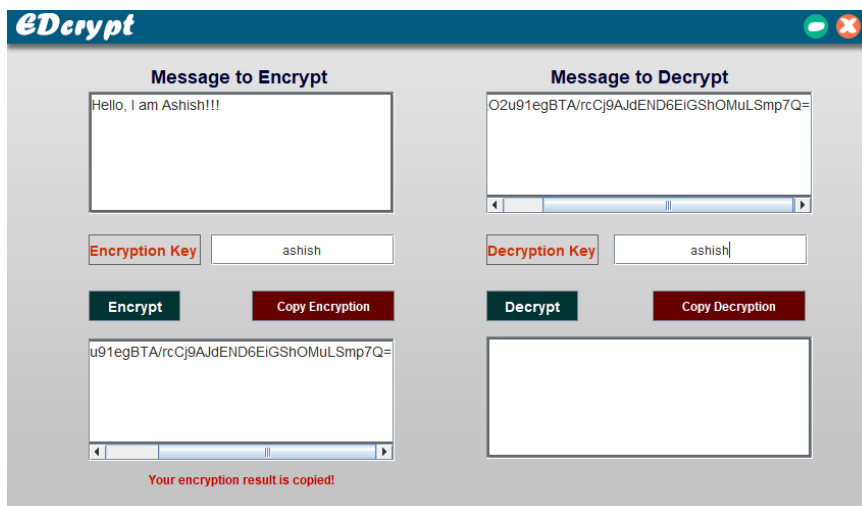 EDcrypt
Message to Encrypt
Hello, I am Ashish!!!
Encryption Key
ashish
Encrypt
Copy Encryption
u91egBTA/rcCj9AJdEND6EiGShOMuLSmp7Q=
Your encryption result is copied!
Message to Decrypt
O2u91egBTA/rcCj9AJdEND6EiGShOMuLSmp7Q=
Decryption Key
ashish
Decrypt
Copy Decryption